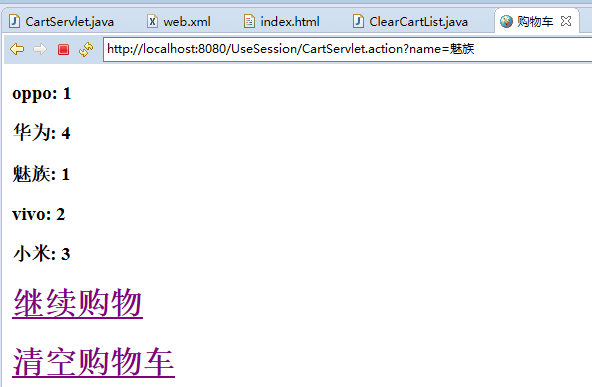 CartServlet.java web.xml index.html ClearCartList.java 购物车
http://localhost:8080/UseSession/CartServlet.action?name=魅族
oppo: 1
华为: 4
魅族: 1
vivo: 2
小米: 3
继续购物
清空购物车